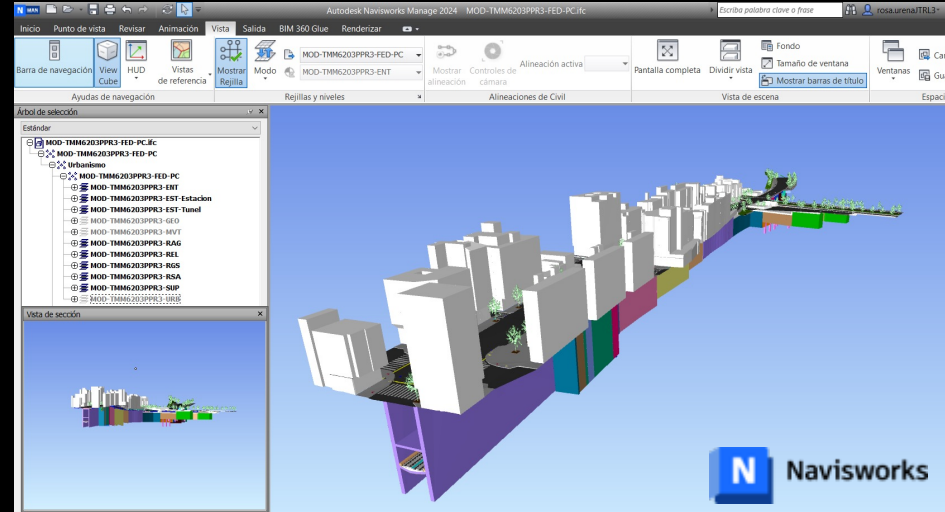 N MAN
Autodesk Navisworks Manage 2024 MOD-TMM6203PPR3-FED-PC.ifc
Escriba palabra clave o frase
rosa.urenaJTRL3
Inicio Punto de vista Revisar Animación Vista Salida BIM 360 Glue Renderizar
Barra de navegación
View
Cube
HUD
Vistas
de referencia
Ayudas de navegación
Mostrar
Rejilla
Modo
MOD-TMM6203PPR3-FED-PC
MOD-TMM6203PPR3-ENT
Rejillas y niveles
Mostrar
alineación
Controles de
cámara
Alineación activa
Alineaciones de Civil
Pantalla completa
Dividir vista
Fondo
Tamaño de ventana
Mostrar barras de título
Vista de escena
Ventanas
Car
Gua
Espaci
Árbol de selección
Estándar
MOD-TMM6203PPR3-FED-PC.ifc
MOD-TMM6203PPR3-FED-PC
Urbanismo
MOD-TMM6203PPR3-FED-PC
MOD-TMM6203PPR3-ENT
MOD-TMM6203PPR3-EST-Estacion
MOD-TMM6203PPR3-EST-Tunel
MOD-TMM6203PPR3-GEO
MOD-TMM6203PPR3-MVT
MOD-TMM6203PPR3-RAG
MOD-TMM6203PPR3-REL
MOD-TMM6203PPR3-RGS
MOD-TMM6203PPR3-RSA
MOD-TMM6203PPR3-SUP
MOD-TMM6203PPR3-URB
Vista de sección
N Navisworks